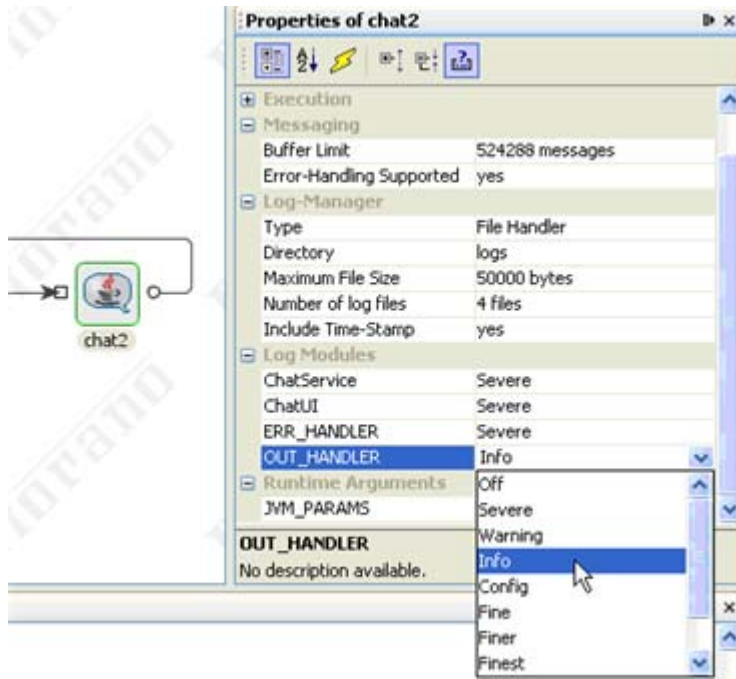 Properties of chat2
Execution
Messaging
Buffer Limit 524288 messages
Error-Handling Supported yes
Log-Manager
Type File Handler
Directory logs
Maximum File Size 50000 bytes
Number of log files 4 files
Include Time-Stamp yes
Log Modules
ChatService Severe
ChatUI Severe
ERR_HANDLER Severe
OUT_HANDLER Info
Runtime Arguments
JVM_PARAMS
Off
Severe
Warning
Info
Config
Fine
Finer
Finest
OUT_HANDLER
No description available.
chat2